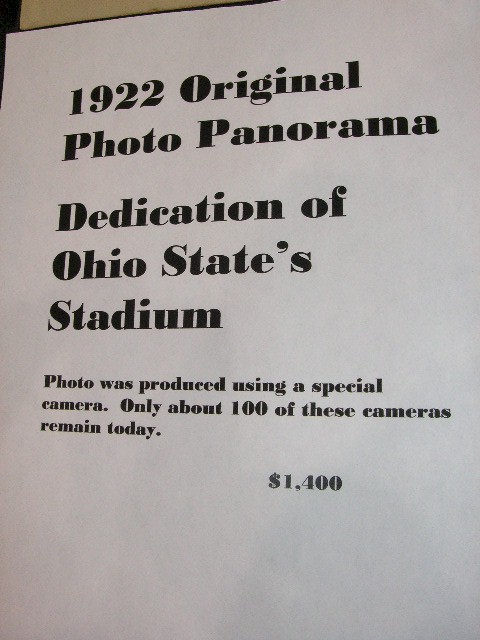 1922 Original
Photo Panorama
Dedication of
Ohio State's
Stadium
Photo was produced using a special
camera. Only about 100 of these cameras
remain today.
$1,400